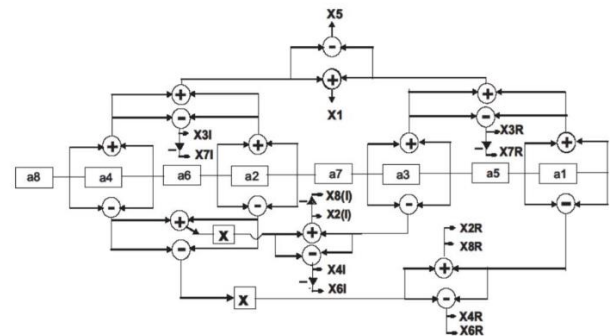 X5
−
+
X1
+
−
X3I
− X7I
+
−
X3R
− X7R
+
+
+
+
a8 a4 a6 a2 a7 a3 a5 a1
−
−
−
−
X8(I)
−
X2(I)
+
X
+
−
−
X4I
− X6I
X2R
X8R
+
X
−
X4R
X6R